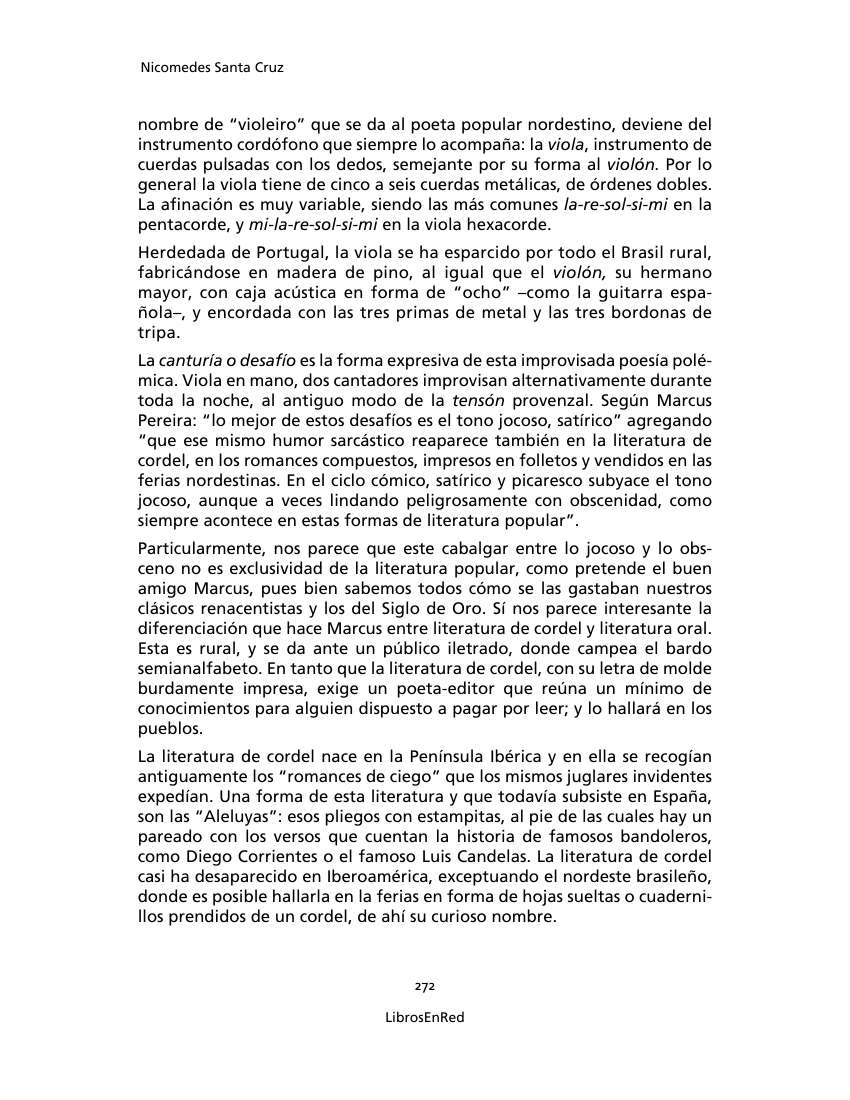 Nicomedes Santa Cruz
nombre de “violeiro” que se da al poeta popular nordestino, deviene del
instrumento cordófono que siempre lo acompaña: la viola, instrumento de
cuerdas pulsadas con los dedos, semejante por su forma al violón. Por lo
general la viola tiene de cinco a seis cuerdas metálicas, de órdenes dobles.
La afinación es muy variable, siendo las más comunes la-re-sol-si-mi en la
pentacorde, y mi-la-re-sol-si-mi en la viola hexacorde.
Herdedada de Portugal, la viola se ha esparcido por todo el Brasil rural,
fabricándose en madera de pino, al igual que el violón, su hermano
mayor, con caja acústica en forma de “ocho” –como la guitarra espa-
ñola–, y encordada con las tres primas de metal y las tres bordonas de
tripa.
La canturía o desafío es la forma expresiva de esta improvisada poesía polé-
mica. Viola en mano, dos cantadores improvisan alternativamente durante
toda la noche, al antiguo modo de la tensón provenzal. Según Marcus
Pereira: “lo mejor de estos desafíos es el tono jocoso, satírico” agregando
“que ese mismo humor sarcástico reaparece también en la literatura de
cordel, en los romances compuestos, impresos en folletos y vendidos en las
ferias nordestinas. En el ciclo cómico, satírico y picaresco subyace el tono
jocoso, aunque a veces lindando peligrosamente con obscenidad, como
siempre acontece en estas formas de literatura popular”.
Particularmente, nos parece que este cabalgar entre lo jocoso y lo obs-
ceno no es exclusividad de la literatura popular, como pretende el buen
amigo Marcus, pues bien sabemos todos cómo se las gastaban nuestros
clásicos renacentistas y los del Siglo de Oro. Sí nos parece interesante la
diferenciación que hace Marcus entre literatura de cordel y literatura oral.
Esta es rural, y se da ante un público iletrado, donde campea el bardo
semianalfabeto. En tanto que la literatura de cordel, con su letra de molde
burdamente impresa, exige un poeta-editor que reúna un mínimo de
conocimientos para alguien dispuesto a pagar por leer; y lo hallará en los
pueblos.
La literatura de cordel nace en la Península Ibérica y en ella se recogían
antiguamente los “romances de ciego” que los mismos juglares invidentes
expedían. Una forma de esta literatura y que todavía subsiste en España,
son las “Aleluyas”: esos pliegos con estampitas, al pie de las cuales hay un
pareado con los versos que cuentan la historia de famosos bandoleros,
como Diego Corrientes o el famoso Luis Candelas. La literatura de cordel
casi ha desaparecido en Iberoamérica, exceptuando el nordeste brasileño,
donde es posible hallarla en la ferias en forma de hojas sueltas o cuaderni-
llos prendidos de un cordel, de ahí su curioso nombre.
272
LibrosEnRed